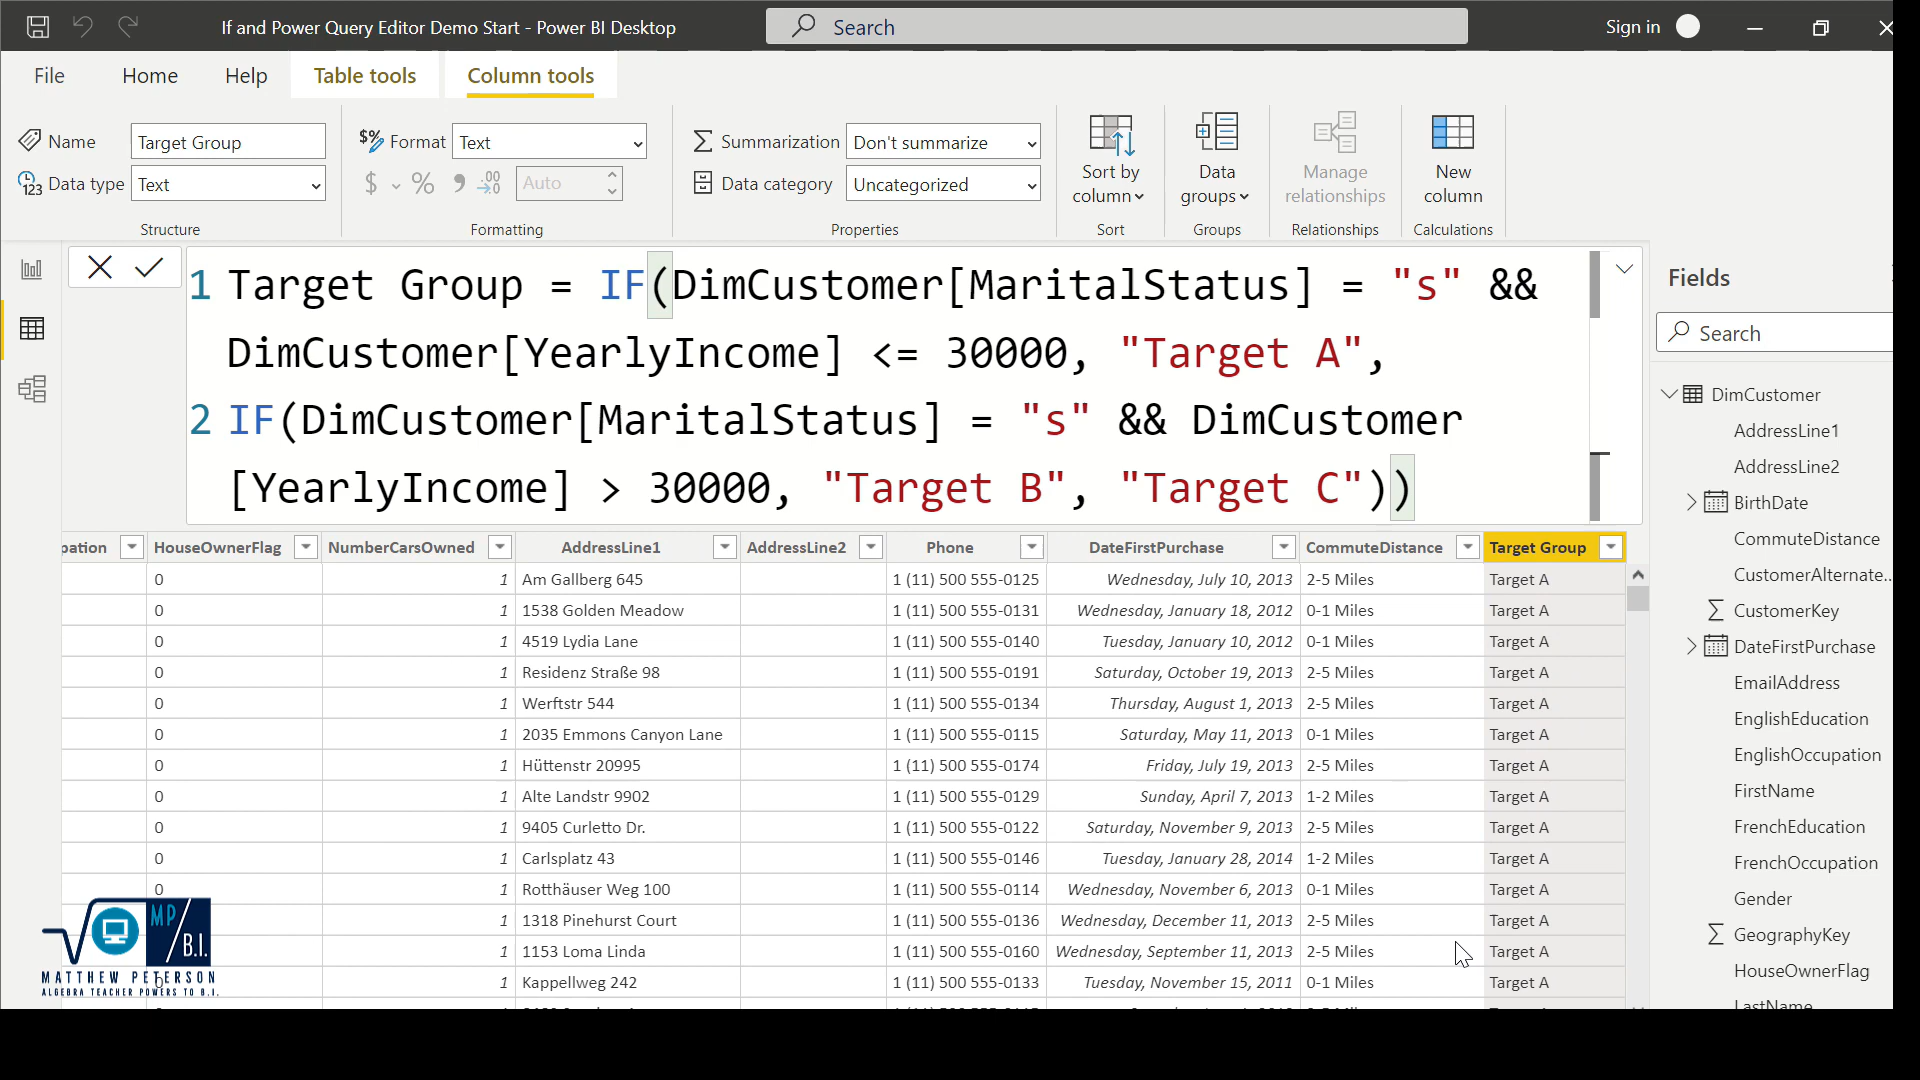 If and Power Query Editor Demo Start - Power BI Desktop
Search
Sign in
File
Home
Help
Table tools
Column tools
Name
Target Group
Data type
Text
Structure
Format
Text
$ % 9 .00
Auto
Formatting
Summarization
Don't summarize
Data category
Uncategorized
Properties
Sort by
column
Sort
Data
groups
Groups
Manage
relationships
Relationships
New
column
Calculations
1 Target Group = IF(DimCustomer[MaritalStatus] = "s" &&
DimCustomer[YearlyIncome] <= 30000, "Target A",
2 IF(DimCustomer[MaritalStatus] = "s" && DimCustomer
[YearlyIncome] > 30000, "Target B", "Target C"))
pation HouseOwnerFlag NumberCarsOwned AddressLine1 AddressLine2 Phone DateFirstPurchase CommuteDistance Target Group
0 1 Am Gallberg 645 1 (11) 500 555-0125 Wednesday, July 10, 2013 2-5 Miles Target A
0 1 1538 Golden Meadow 1 (11) 500 555-0131 Wednesday, January 18, 2012 0-1 Miles Target A
0 1 4519 Lydia Lane 1 (11) 500 555-0140 Tuesday, January 10, 2012 0-1 Miles Target A
0 1 Residenz Straße 98 1 (11) 500 555-0191 Saturday, October 19, 2013 2-5 Miles Target A
0 1 Werftstr 544 1 (11) 500 555-0134 Thursday, August 1, 2013 2-5 Miles Target A
0 1 2035 Emmons Canyon Lane 1 (11) 500 555-0115 Saturday, May 11, 2013 0-1 Miles Target A
0 1 Hüttenstr 20995 1 (11) 500 555-0174 Friday, July 19, 2013 2-5 Miles Target A
0 1 Alte Landstr 9902 1 (11) 500 555-0129 Sunday, April 7, 2013 1-2 Miles Target A
0 1 9405 Curletto Dr. 1 (11) 500 555-0122 Saturday, November 9, 2013 2-5 Miles Target A
0 1 Carlsplatz 43 1 (11) 500 555-0146 Tuesday, January 28, 2014 1-2 Miles Target A
0 1 Rotthäuser Weg 100 1 (11) 500 555-0114 Wednesday, November 6, 2013 0-1 Miles Target A
1 1318 Pinehurst Court 1 (11) 500 555-0136 Wednesday, December 11, 2013 2-5 Miles Target A
1 1153 Loma Linda 1 (11) 500 555-0160 Wednesday, September 11, 2013 2-5 Miles Target A
0 1 Kappellweg 242 1 (11) 500 555-0133 Tuesday, November 15, 2011 0-1 Miles Target A
MP/B.I.
MATTHEW PETERSON
ALGEBRA TEACHER POWERS TO B.I.
Fields
Search
DimCustomer
AddressLine1
AddressLine2
BirthDate
CommuteDistance
CustomerAlternate...
CustomerKey
DateFirstPurchase
EmailAddress
EnglishEducation
EnglishOccupation
FirstName
FrenchEducation
FrenchOccupation
Gender
GeographyKey
HouseOwnerFlag
LastName